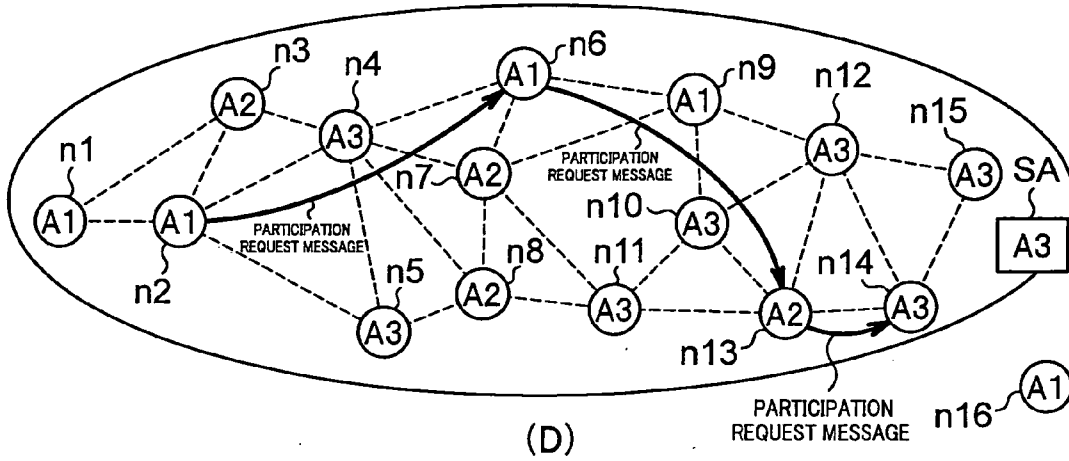 n6
n3
n4
n9
n12
A1
n15
A2
A1
n1
A3
PARTICIPATION
REQUEST MESSAGE
A3
SA
n7
A2
A3
n10
A1
A1
PARTICIPATION
REQUEST MESSAGE
A3
A3
n11
n14
n2
n5
n8
A2
A3
A2
A3
A3
n13
PARTICIPATION
REQUEST MESSAGE
n16
A1
(D)